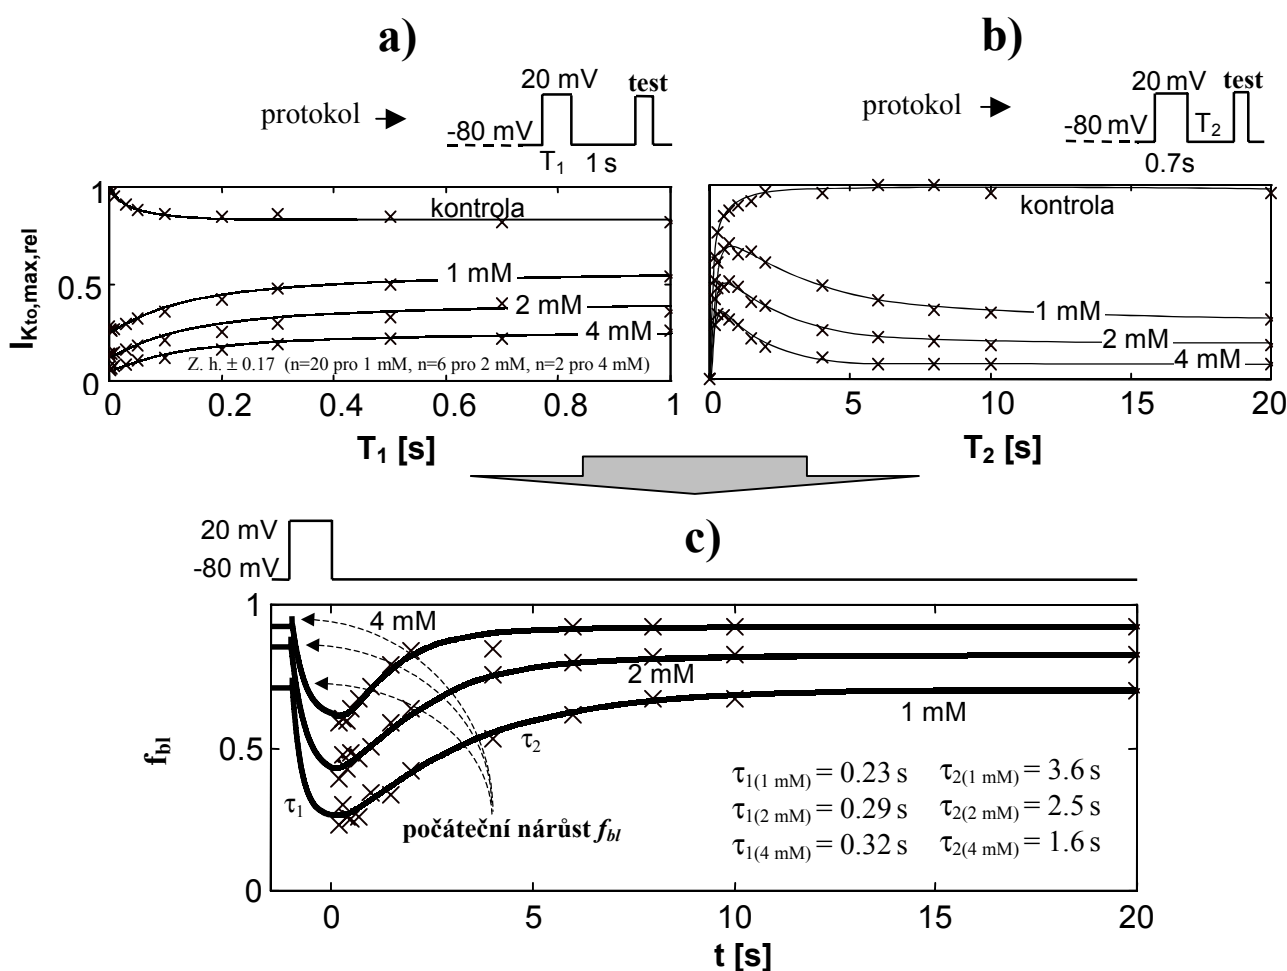 a)
protokol
20 mV
test
-80 mV
T1
1 s
1
0.5
0
IKto,max,rel
kontrola
1 mM
2 mM
4 mM
Z. h. ± 0.17 (n=20 pro 1 mM, n=6 pro 2 mM, n=2 pro 4 mM)
0 0.2 0.4 0.6 0.8 1
T1 [s]
b)
protokol
20 mV
test
-80 mV
T2
0.7s
kontrola
1 mM
2 mM
4 mM
0 5 10 15 20
T2 [s]
c)
20 mV
-80 mV
1
0.5
0
fbl
4 mM
2 mM
1 mM
τ1
τ2
počáteční nárůst fbl
τ1(1 mM) = 0.23 s τ2(1 mM) = 3.6 s
τ1(2 mM) = 0.29 s τ2(2 mM) = 2.5 s
τ1(4 mM) = 0.32 s τ2(4 mM) = 1.6 s
0 5 10 15 20
t [s]